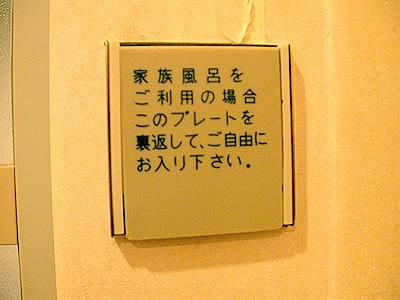 家族風呂を
ご利用の場合
このプレートを
裏返して、ご自由に
お入り下さい。